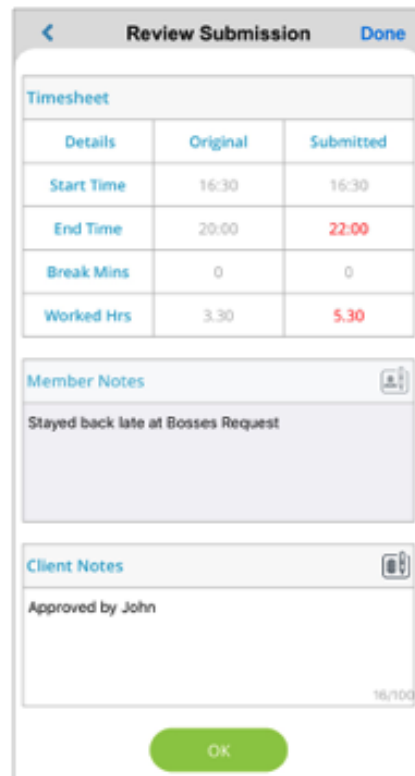 Review Submission Done
Timesheet
Details Original Submitted
Start Time 16:30 16:30
End Time 20:00 22:00
Break Mins 0 0
Worked Hrs 3.30 5.30
Member Notes
Stayed back late at Bosses Request
Client Notes
Approved by John
16/100
OK